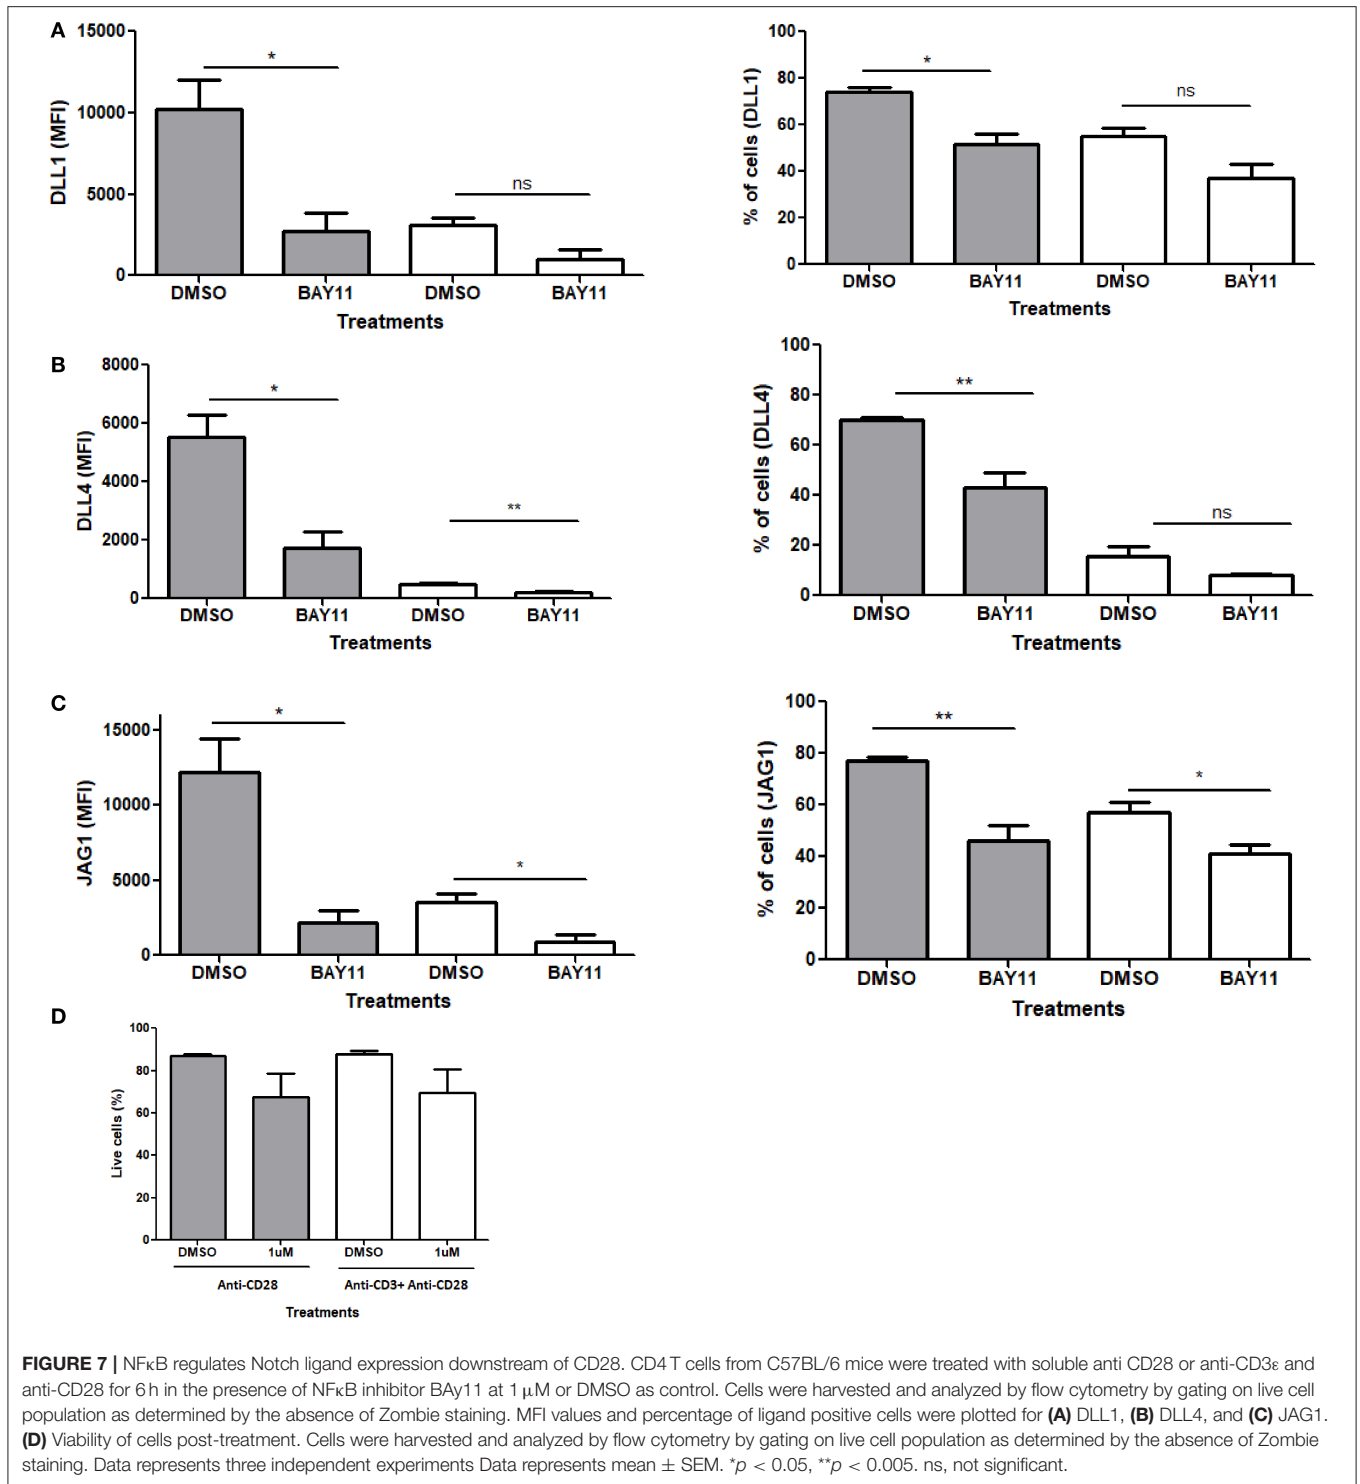 A
15000
10000
5000
0
DLL1 (MFI)
*
ns
DMSO BAY11 DMSO BAY11
Treatments
100
80
60
40
20
0
% of cells (DLL1)
*
ns
DMSO BAY11 DMSO BAY11
Treatments
B
8000
6000
4000
2000
0
DLL4 (MFI)
*
**
DMSO BAY11 DMSO BAY11
Treatments
100
80
60
40
20
0
% of cells (DLL4)
**
ns
DMSO BAY11 DMSO BAY11
Treatments
C
15000
10000
5000
0
JAG1 (MFI)
*
*
DMSO BAY11 DMSO BAY11
Treatments
100
80
60
40
20
0
% of cells (JAG1)
**
*
DMSO BAY11 DMSO BAY11
Treatments
D
100
80
60
40
20
0
Live cells (%)
DMSO 1uM DMSO 1uM
Anti-CD28 Anti-CD3+ Anti-CD28
Treatments
FIGURE 7 | NFκB regulates Notch ligand expression downstream of CD28. CD4 T cells from C57BL/6 mice were treated with soluble anti CD28 or anti-CD3ε and
anti-CD28 for 6 h in the presence of NFκB inhibitor BAy11 at 1 μM or DMSO as control. Cells were harvested and analyzed by flow cytometry by gating on live cell
population as determined by the absence of Zombie staining. MFI values and percentage of ligand positive cells were plotted for (A) DLL1, (B) DLL4, and (C) JAG1.
(D) Viability of cells post-treatment. Cells were harvested and analyzed by flow cytometry by gating on live cell population as determined by the absence of Zombie
staining. Data represents three independent experiments Data represents mean ± SEM. *p < 0.05, **p < 0.005. ns, not significant.